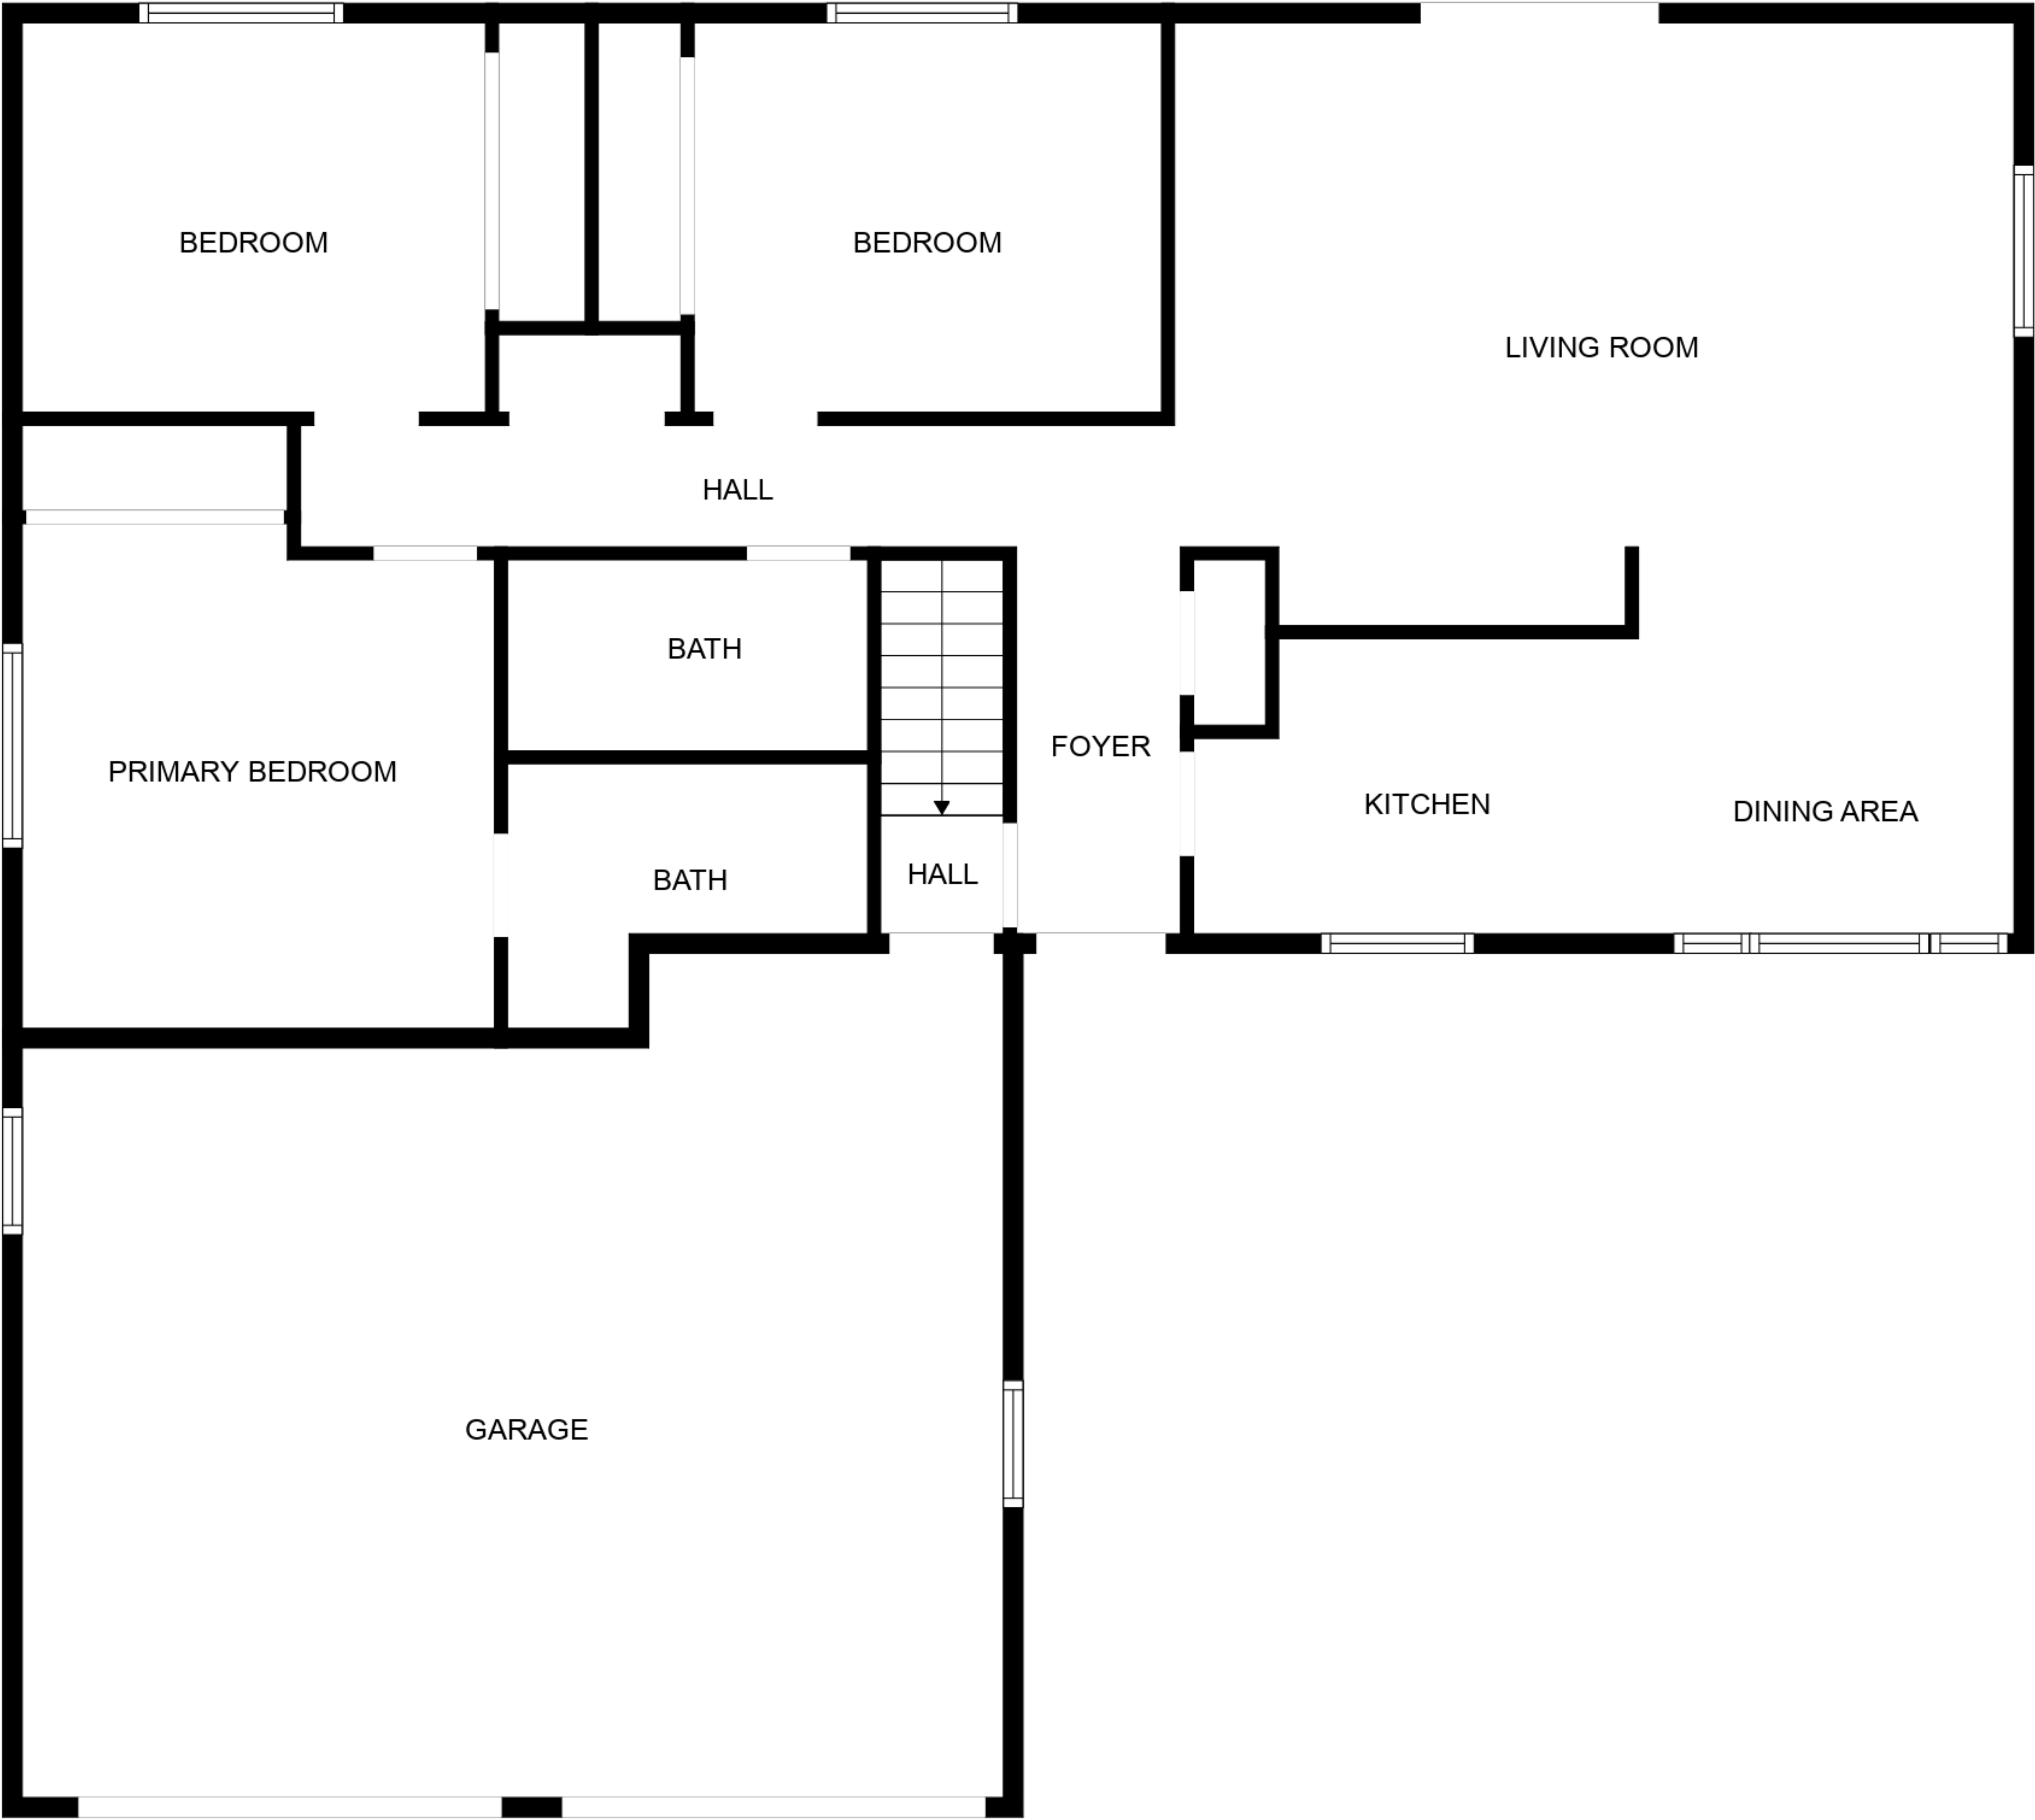 BEDROOM
BEDROOM
LIVING ROOM
HALL
BATH
FOYER
PRIMARY BEDROOM
KITCHEN
DINING AREA
HALL
BATH
GARAGE